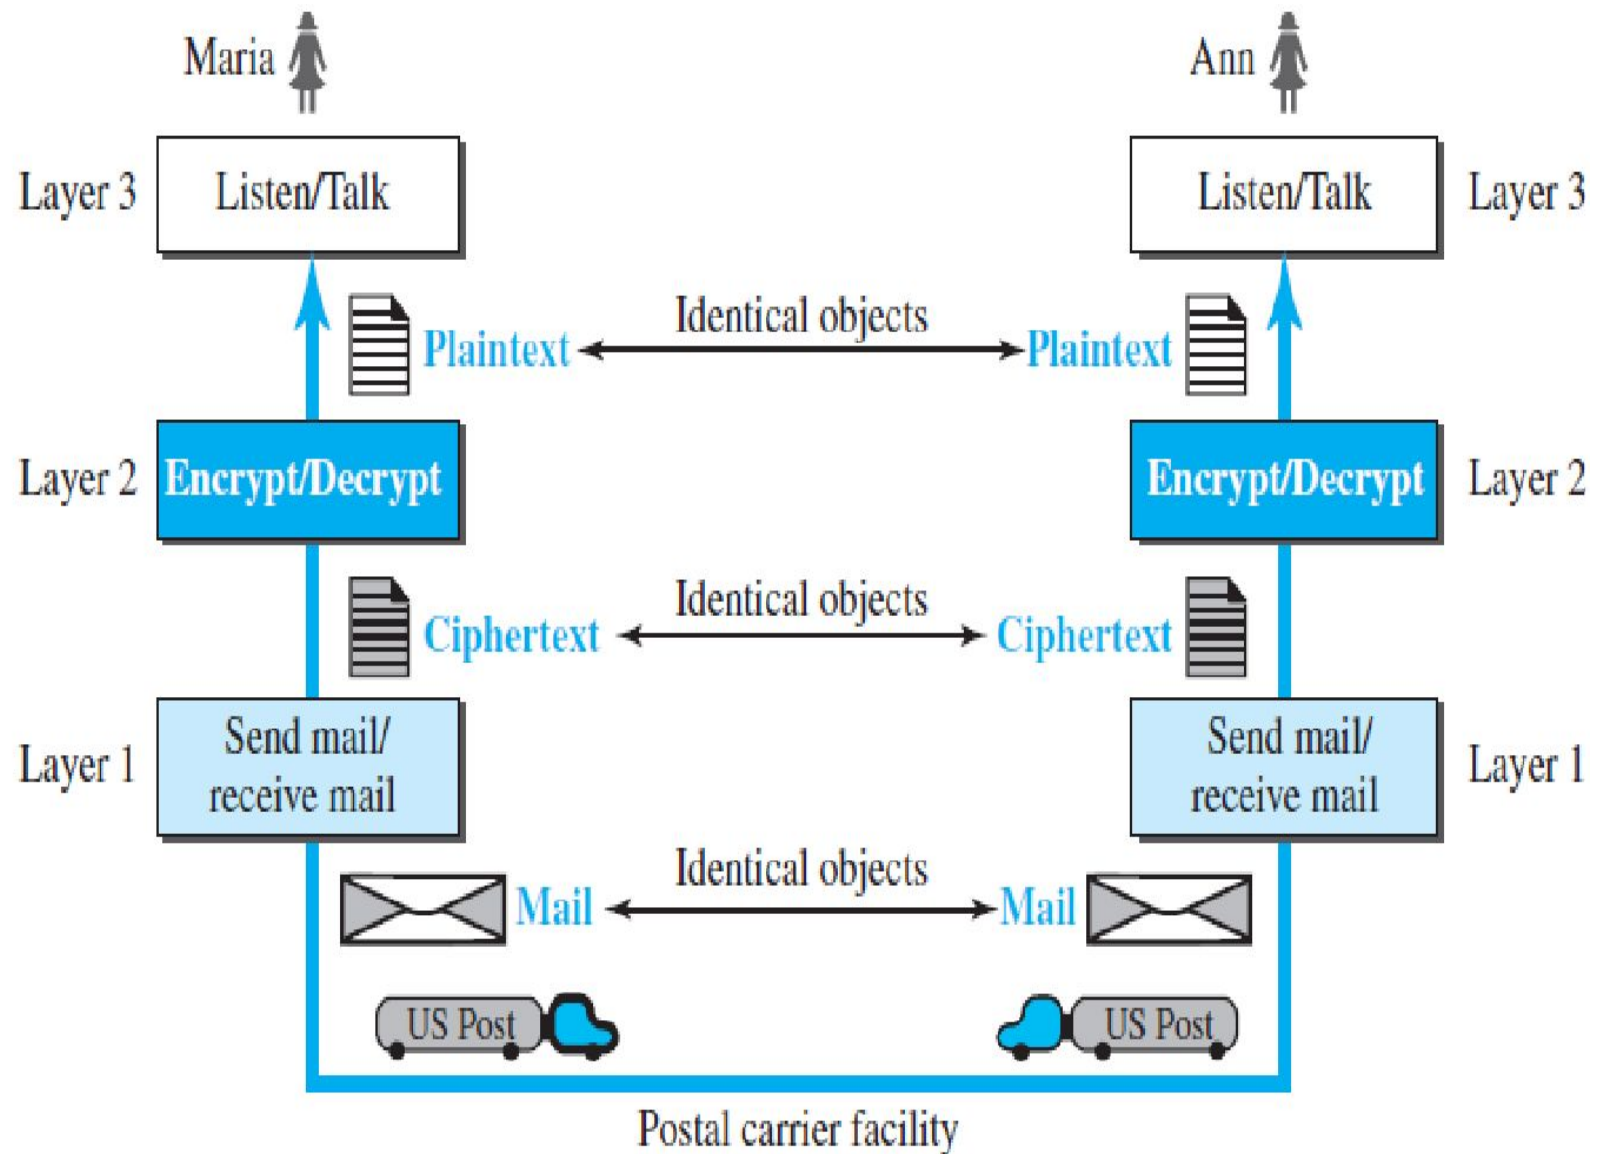 Maria
Ann
Layer 3
Listen/Talk
Listen/Talk
Layer 3
Identical objects
Plaintext
Plaintext
Layer 2
Encrypt/Decrypt
Encrypt/Decrypt
Layer 2
Identical objects
Ciphertext
Ciphertext
Layer 1
Send mail/
receive mail
Send mail/
receive mail
Layer 1
Identical objects
Mail
Mail
US Post
US Post
Postal carrier facility